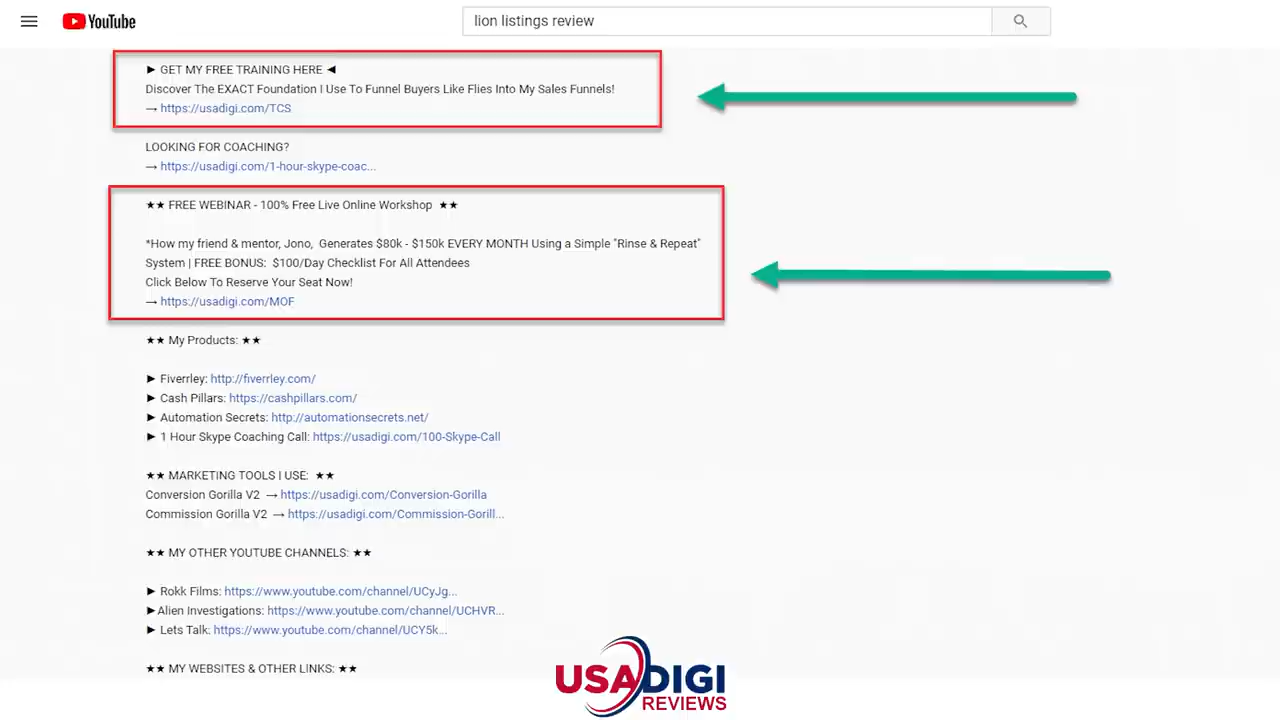 YouTube
lion listings review
► GET MY FREE TRAINING HERE ◄
Discover The EXACT Foundation I Use To Funnel Buyers Like Flies Into My Sales Funnels!
→ https://usadigi.com/TCS
LOOKING FOR COACHING?
→ https://usadigi.com/1-hour-skype-coac...
★★ FREE WEBINAR - 100% Free Live Online Workshop ★★
*How my friend & mentor, Jono, Generates $80k - $150k EVERY MONTH Using a Simple "Rinse & Repeat"
System | FREE BONUS: $100/Day Checklist For All Attendees
Click Below To Reserve Your Seat Now!
→ https://usadigi.com/MOF
★★ My Products: ★★
► Fiverrley: http://fiverrley.com/
► Cash Pillars: https://cashpillars.com/
► Automation Secrets: http://automationsecrets.net/
► 1 Hour Skype Coaching Call: https://usadigi.com/100-Skype-Call
★★ MARKETING TOOLS I USE: ★★
Conversion Gorilla V2 → https://usadigi.com/Conversion-Gorilla
Commission Gorilla V2 → https://usadigi.com/Commission-Gorill...
★★ MY OTHER YOUTUBE CHANNELS: ★★
► Rokk Films: https://www.youtube.com/channel/UCyJg...
►Alien Investigations: https://www.youtube.com/channel/UCHVR...
► Lets Talk: https://www.youtube.com/channel/UCY5k...
★★ MY WEBSITES & OTHER LINKS: ★★
USADIGI
REVIEWS